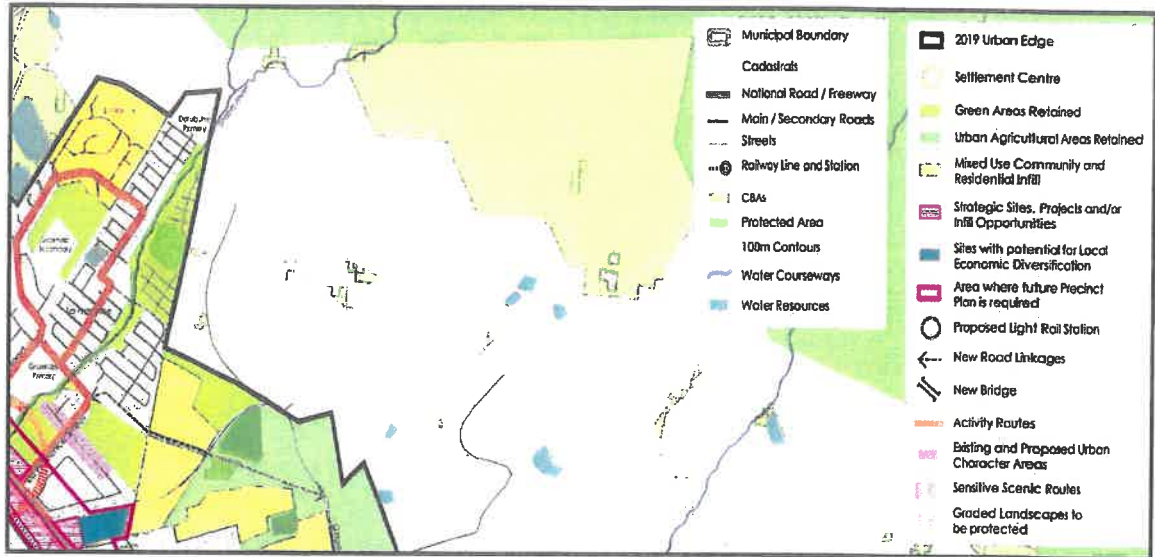 Municipal Boundary
Cadastrals
National Road / Freeway
Main / Secondary Roads
Streets
Railway Line and Station
CBAs
Protected Area
100m Contours
Water Courseways
Water Resources
2019 Urban Edge
Settlement Centre
Green Areas Retained
Urban Agricultural Areas Retained
Mixed Use Community and
Residential Infill
Strategic Sites, Projects and/or
Infill Opportunities
Sites with potential for Local
Economic Diversification
Area where future Precinct
Plan is required
Proposed Light Rail Station
New Road Linkages
New Bridge
Activity Routes
Existing and Proposed Urban
Character Areas
Sensitive Scenic Routes
Graded Landscapes to
be protected
Primary
Primary